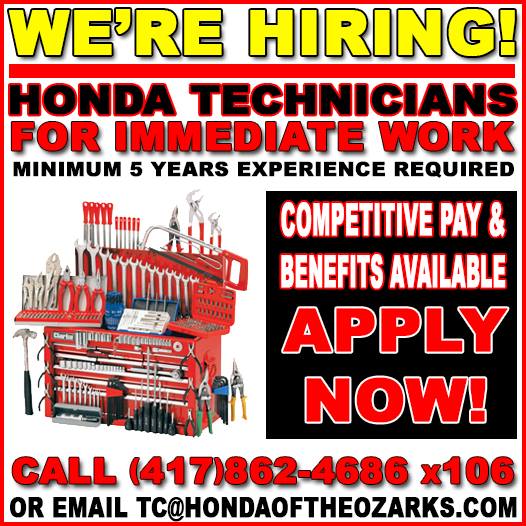 WE'RE HIRING!
HONDA TECHNICIANS
FOR IMMEDIATE WORK
MINIMUM 5 YEARS EXPERIENCE REQUIRED
Clarke
COMPETITIVE PAY &
BENEFITS AVAILABLE
APPLY
NOW!
CALL (417)862-4686 x106
OR EMAIL TC@HONDAOFTHEOZARKS.COM